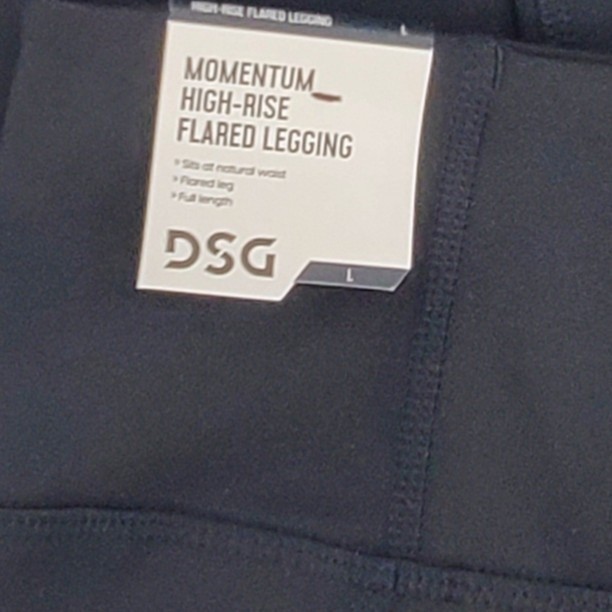 HIGH-RISE FLARED LEGGING L
MOMENTUM
HIGH-RISE
FLARED LEGGING
> Sits at natural waist
> Flared leg
> Full length
DSG
L